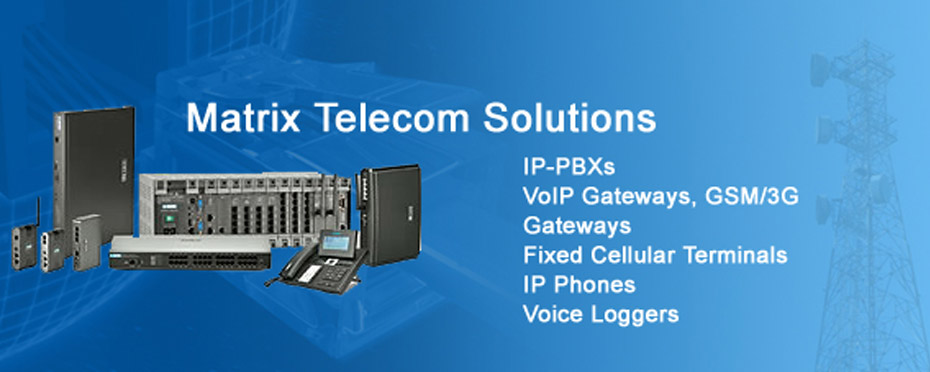 Matrix Telecom Solutions
IP-PBXs
VoIP Gateways, GSM/3G
Gateways
Fixed Cellular Terminals
IP Phones
Voice Loggers